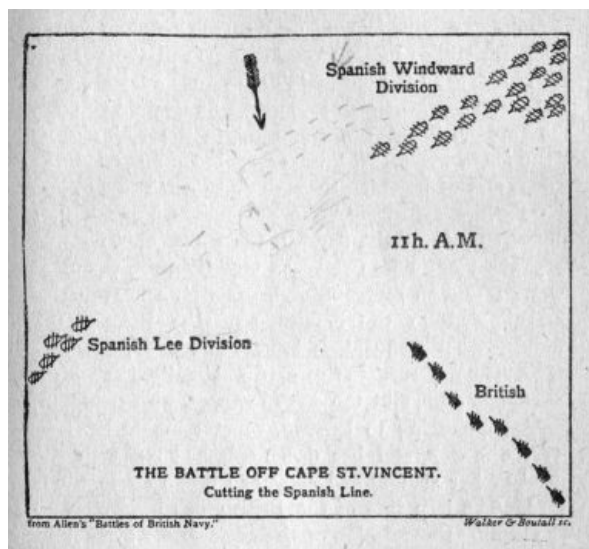 Spanish Windward
Division
11h. A.M.
Spanish Lee Division
British
THE BATTLE OFF CAPE ST.VINCENT.
Cutting the Spanish Line.
from Allen's "Battles of British Navy."
Walker & Boutall sc.